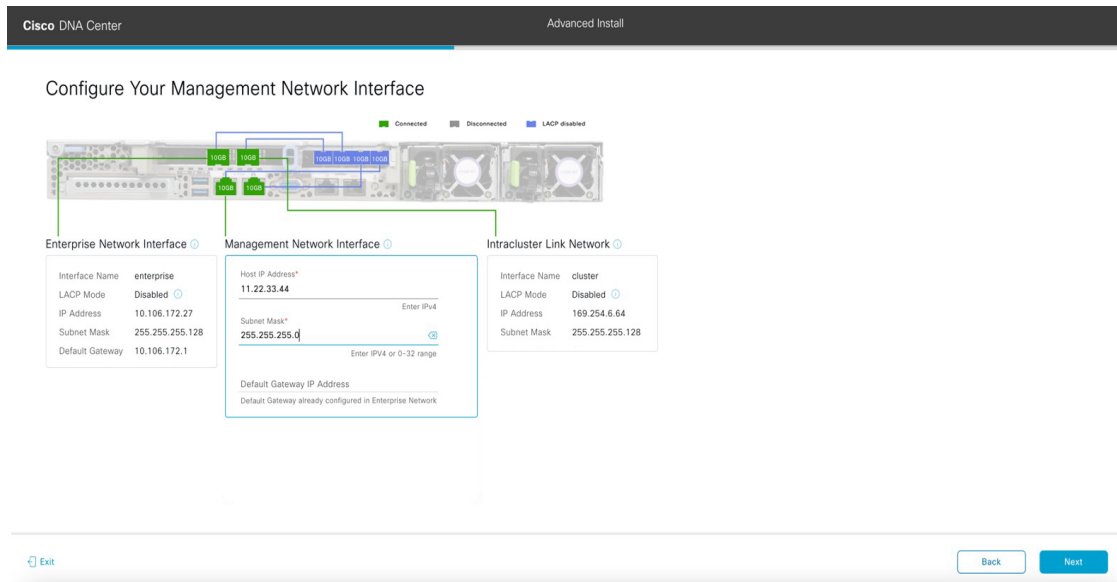 Cisco DNA Center
Advanced Install
Configure Your Management Network Interface
Connected Disconnected LACP disabled
10GB 10GB 10GB 10GB 10GB 10GB
10GB 10GB
Enterprise Network Interface
Interface Name enterprise
LACP Mode Disabled
IP Address 10.106.172.27
Subnet Mask 255.255.255.128
Default Gateway 10.106.172.1
Management Network Interface
Host IP Address*
11.22.33.44
Enter IPv4
Subnet Mask*
255.255.255.0
Enter IPV4 or 0-32 range
Default Gateway IP Address
Default Gateway already configured in Enterprise Network
Intracluster Link Network
Interface Name cluster
LACP Mode Disabled
IP Address 169.254.6.64
Subnet Mask 255.255.255.128
Exit
Back
Next